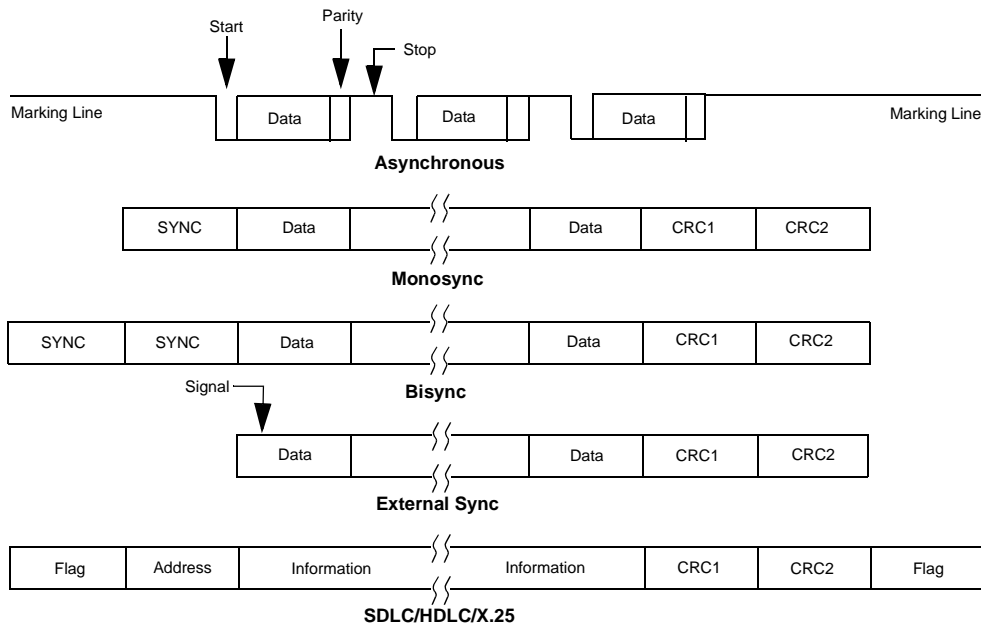 Start
Parity
Stop
Marking Line
Data
Data
Data
Marking Line
Asynchronous
SYNC Data Data CRC1 CRC2
Monosync
SYNC SYNC Data Data CRC1 CRC2
Signal
Bisync
Data Data CRC1 CRC2
External Sync
Flag Address Information Information CRC1 CRC2 Flag
SDLC/HDLC/X.25